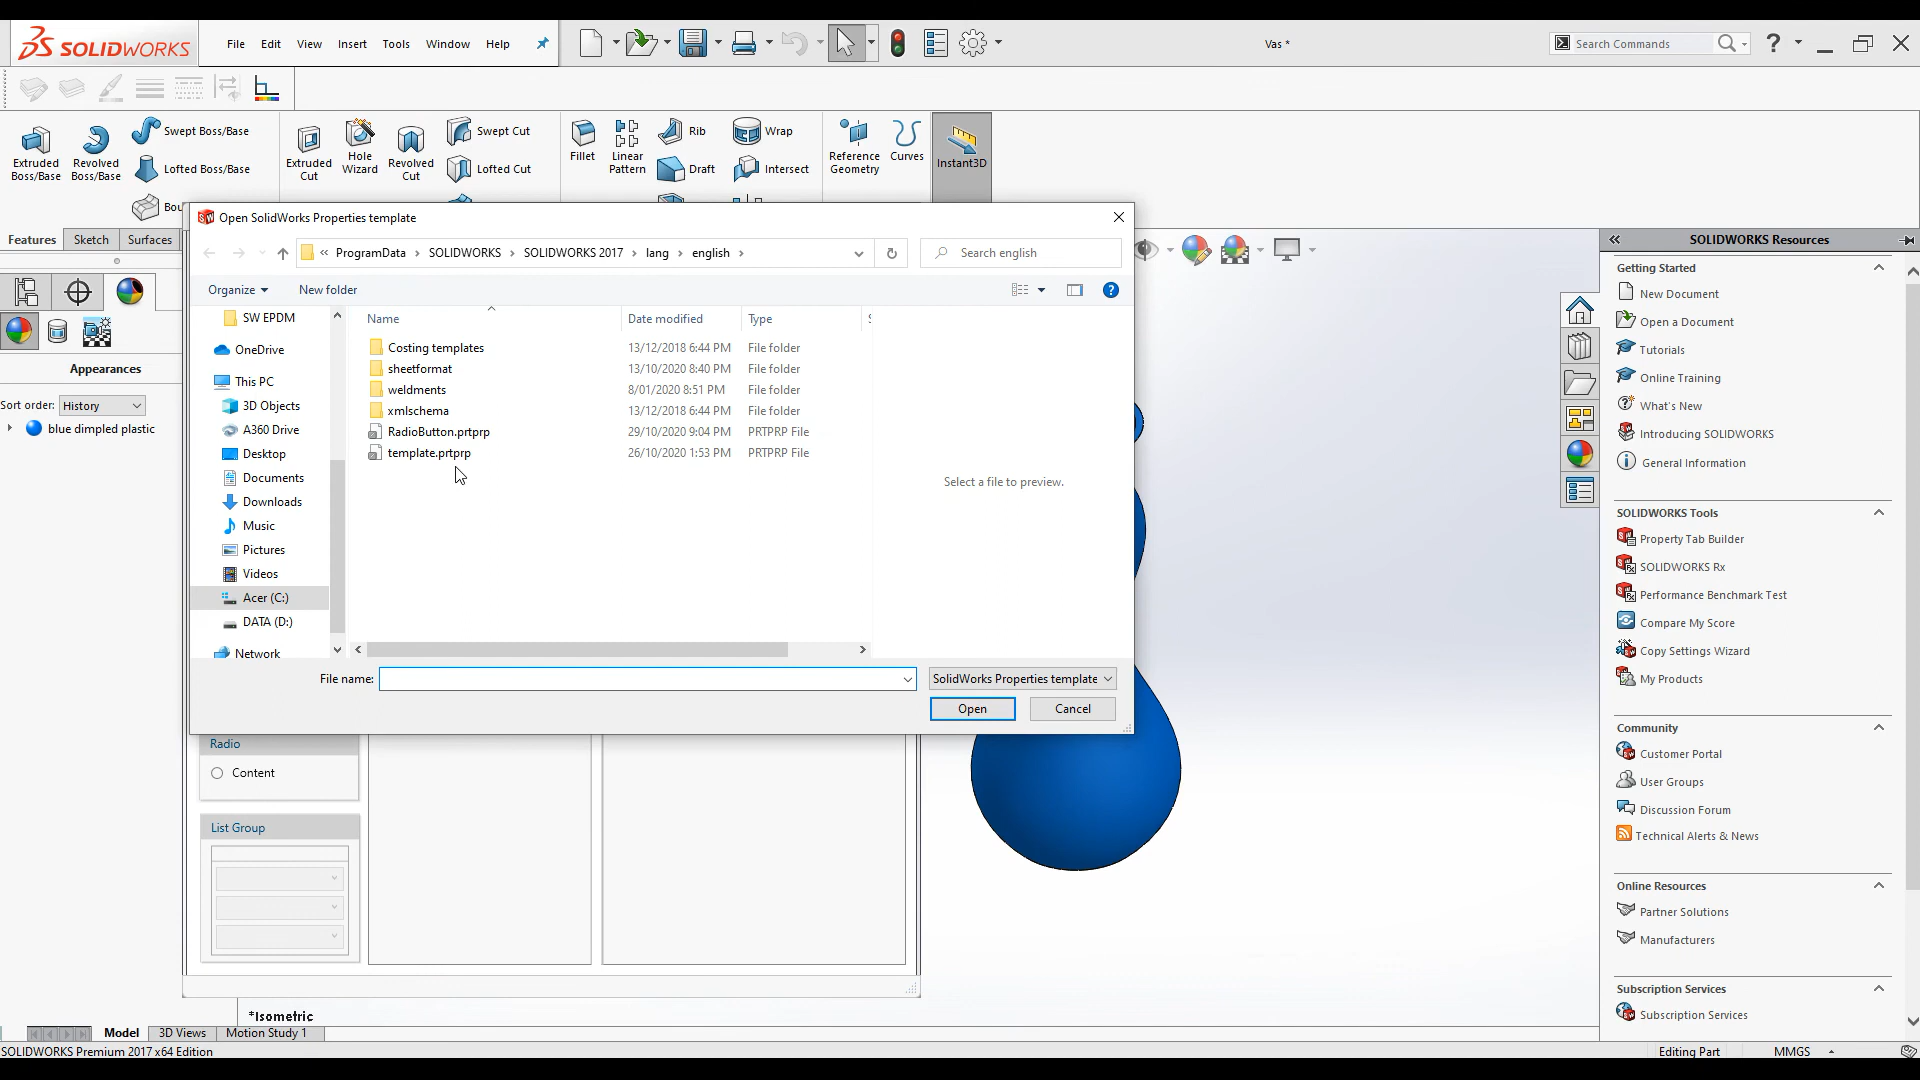 SOLIDWORKS
File Edit View Insert Tools Window Help
Vas *
Search Commands
Extruded Boss/Base
Revolved Boss/Base
Swept Boss/Base
Lofted Boss/Base
Bou
Extruded Cut
Hole Wizard
Revolved Cut
Swept Cut
Lofted Cut
Fillet
Linear Pattern
Rib
Draft
Wrap
Intersect
Reference Geometry
Curves
Instant3D
Features Sketch Surfaces
Appearances
Sort order: History
blue dimpled plastic
Open SolidWorks Properties template
« ProgramData › SOLIDWORKS › SOLIDWORKS 2017 › lang › english ›
Search english
Organize New folder
SW EPDM
OneDrive
This PC
3D Objects
A360 Drive
Desktop
Documents
Downloads
Music
Pictures
Videos
Acer (C:)
DATA (D:)
Network
Name Date modified Type S
Costing templates 13/12/2018 6:44 PM File folder
sheetformat 13/10/2020 8:40 PM File folder
weldments 8/01/2020 8:51 PM File folder
xmlschema 13/12/2018 6:44 PM File folder
RadioButton.prtprp 29/10/2020 9:04 PM PRTPRP File
template.prtprp 26/10/2020 1:53 PM PRTPRP File
Select a file to preview.
File name:
SolidWorks Properties template
Open Cancel
Radio
Content
List Group
*Isometric
Model 3D Views Motion Study 1
SOLIDWORKS Premium 2017 x64 Edition
Editing Part MMGS
SOLIDWORKS Resources
Getting Started
New Document
Open a Document
Tutorials
Online Training
What's New
Introducing SOLIDWORKS
General Information
SOLIDWORKS Tools
Property Tab Builder
SOLIDWORKS Rx
Performance Benchmark Test
Compare My Score
Copy Settings Wizard
My Products
Community
Customer Portal
User Groups
Discussion Forum
Technical Alerts & News
Online Resources
Partner Solutions
Manufacturers
Subscription Services
Subscription Services